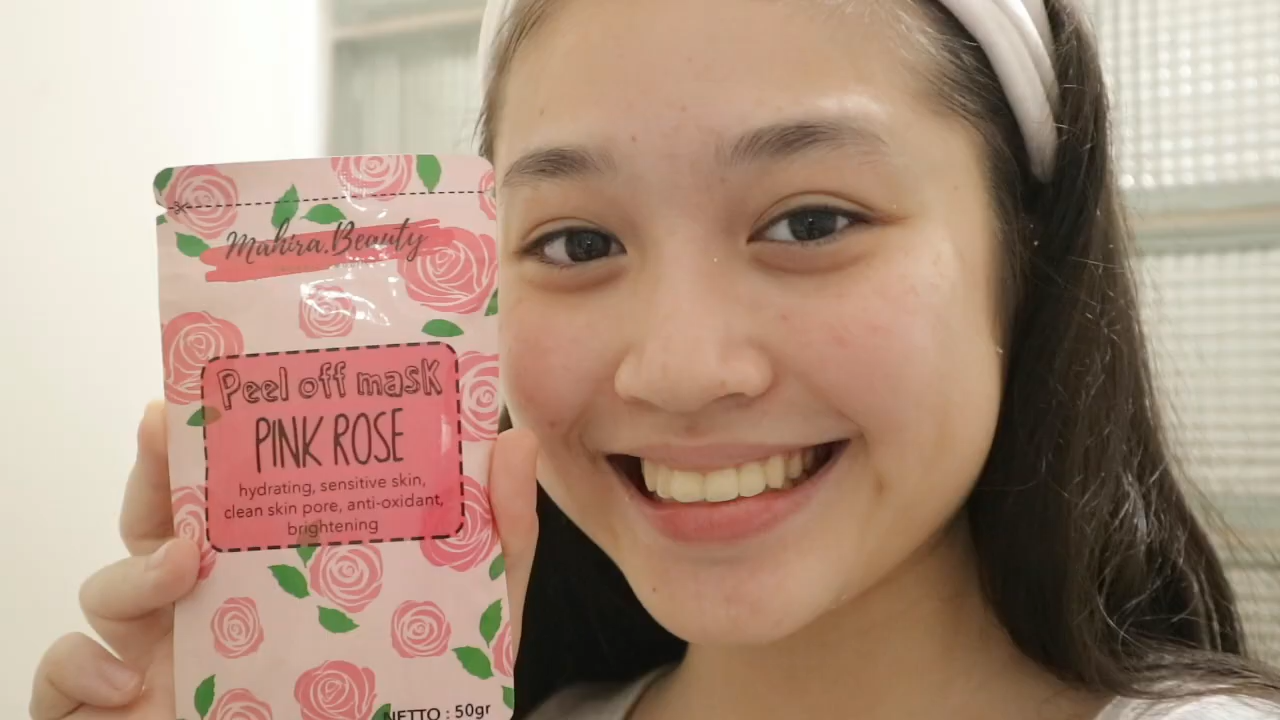 Mahira.Beauty
Peel off mask
PINK ROSE
hydrating, sensitive skin,
clean skin pore, anti-oxidant,
brightening
NETTO : 50gr